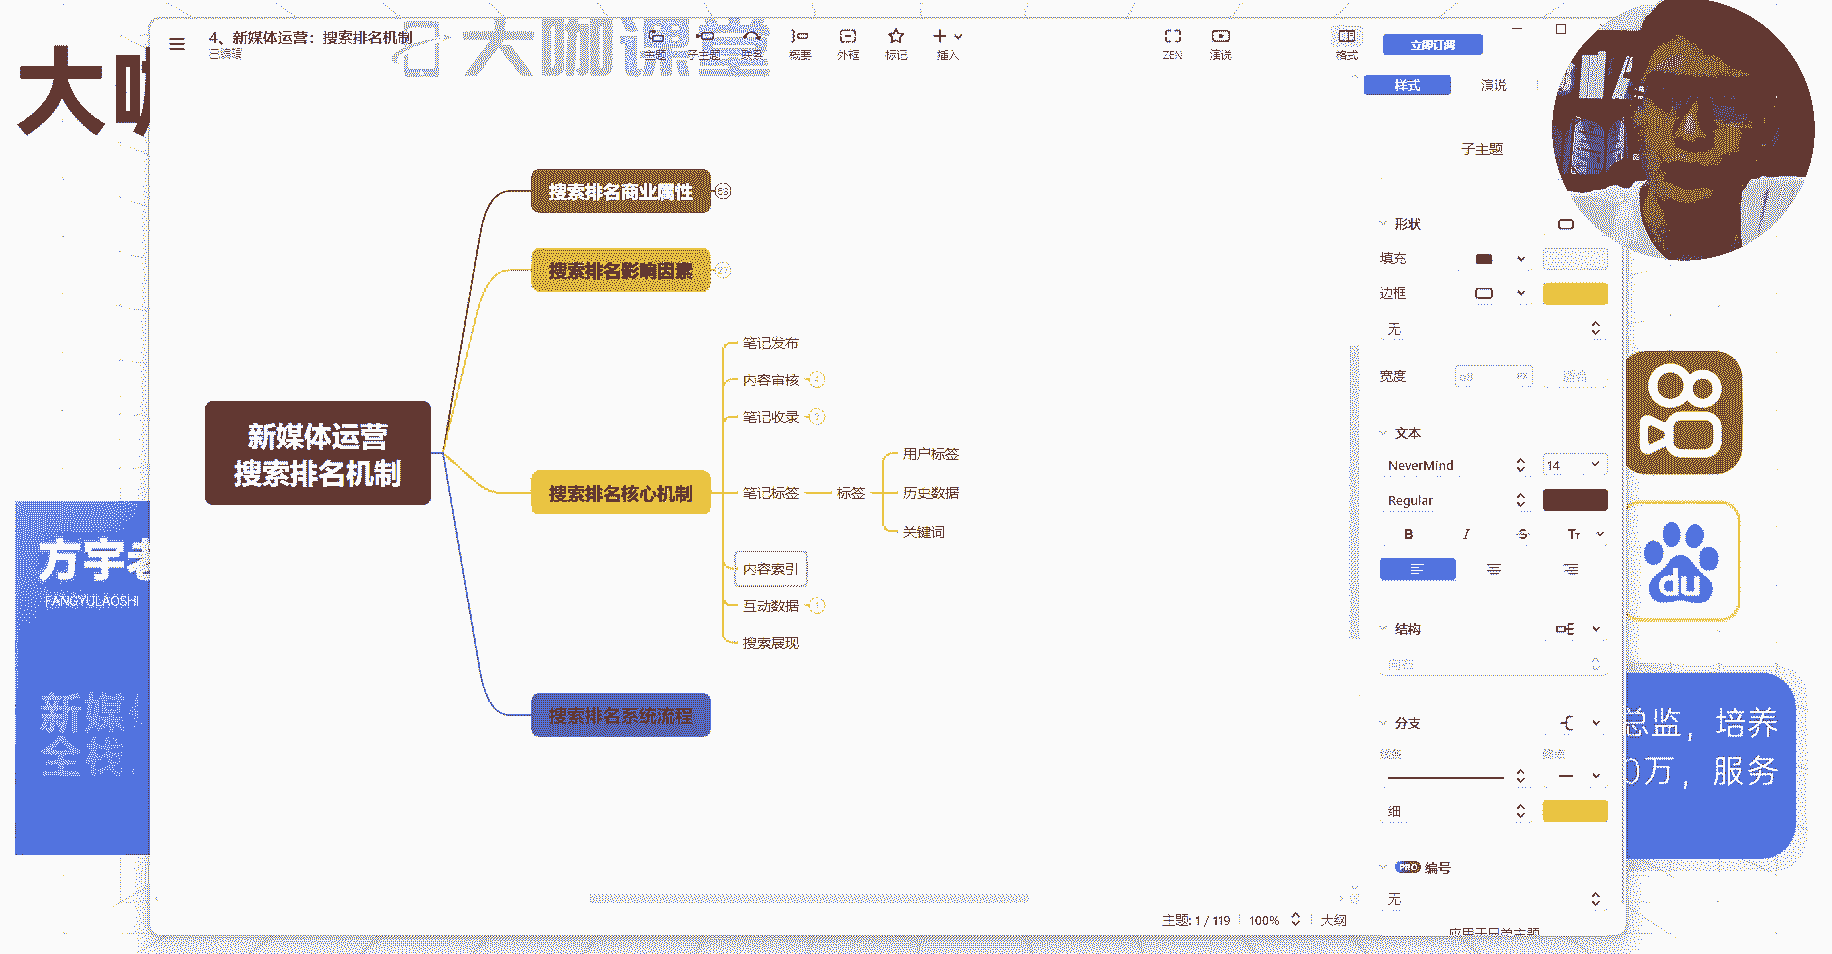 大咖课堂
大
4、新媒体运营：搜索排名机制
已编辑
主题
子主题
概要
外框
标记
插入
ZEN
演说
格式
立即订阅
样式
演说
子主题
形状
填充
边框
无
宽度
文本
NeverMind
14
Regular
B
I
S
TT
结构
分支
细
PRO 编号
无
应用于兄弟主题
搜索排名商业属性
搜索排名影响因素
27
新媒体运营
搜索排名机制
搜索排名核心机制
笔记发布
内容审核
笔记收录
笔记标签
标签
用户标签
历史数据
关键词
内容索引
互动数据
搜索展现
搜索排名系统流程
主题: 1 / 119
100%
大纲
方宇老
FANGYULAOSHI
新媒体
全栈
du
总监，培养
0万，服务